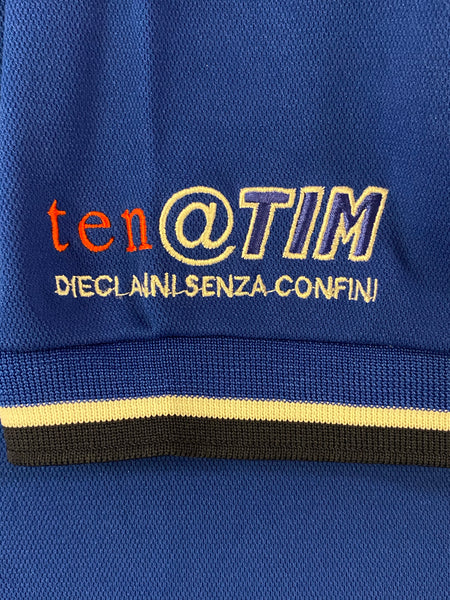 ten@TIM
DIECI ANNI SENZA CONFINI